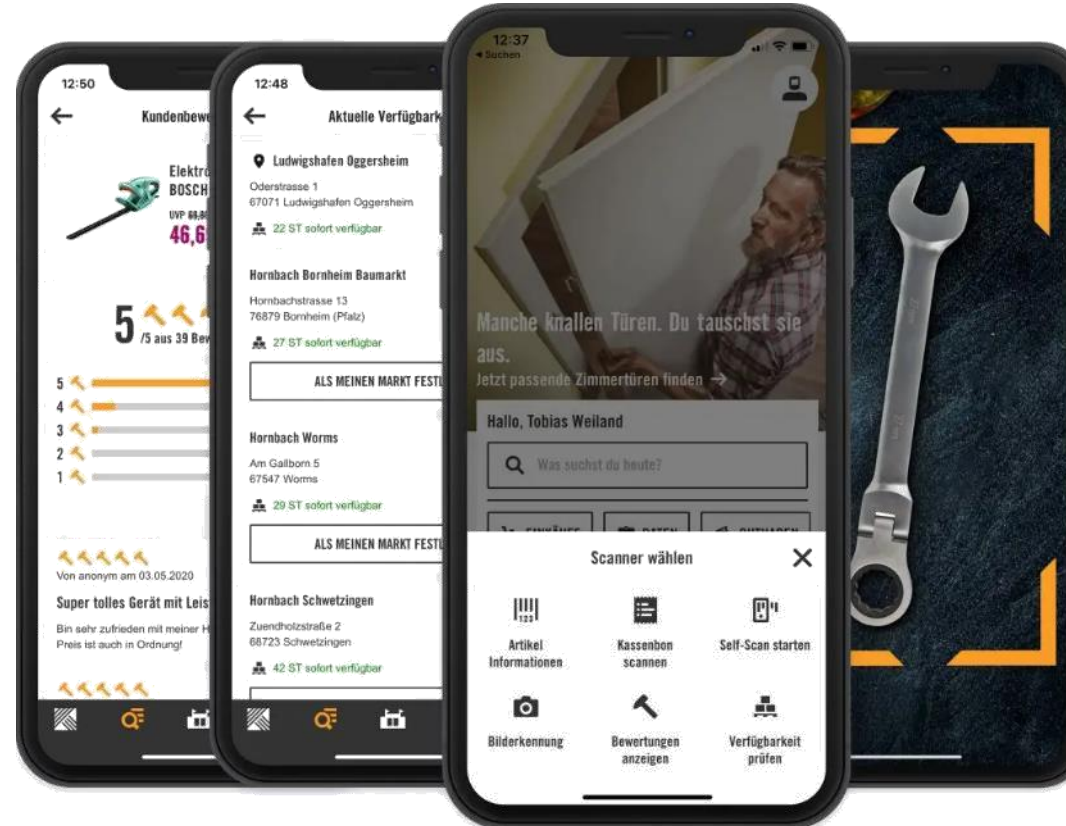 12:50
Kundenbewe
Elektro
BOSCH
UVP
46,6
5
/5 aus 39 Bew
5
4
3
2
1
Von anonym am 03.05.2020
Super tolles Gerät mit Leis
Bin sehr zufrieden mit meiner H
Preis ist auch in Ordnung!
12:48
Aktuelle Verfügbark
Ludwigshafen Oggersheim
Oderstrasse 1
67071 Ludwigshafen Oggersheim
22 ST sofort verfügbar
Hornbach Bornheim Baumarkt
Hornbachstrasse 13
76879 Bornheim (Pfalz)
27 ST sofort verfügbar
ALS MEINEN MARKT FESTL
Hornbach Worms
Am Gallborn 5
67547 Worms
29 ST sofort verfügbar
ALS MEINEN MARKT FESTL
Hornbach Schwetzingen
Zuendholzstraße 2
68723 Schwetzingen
42 ST sofort verfügbar
12:37
Suchen
Manche knallen Türen. Du tauschst sie
aus.
Jetzt passende Zimmertüren finden →
Hallo, Tobias Weiland
Was suchst du heute?
Scanner wählen
123
Artikel
Informationen
Kassenbon
scannen
Self-Scan starten
Bilderkennung
Bewertungen
anzeigen
Verfügbarkeit
prüfen